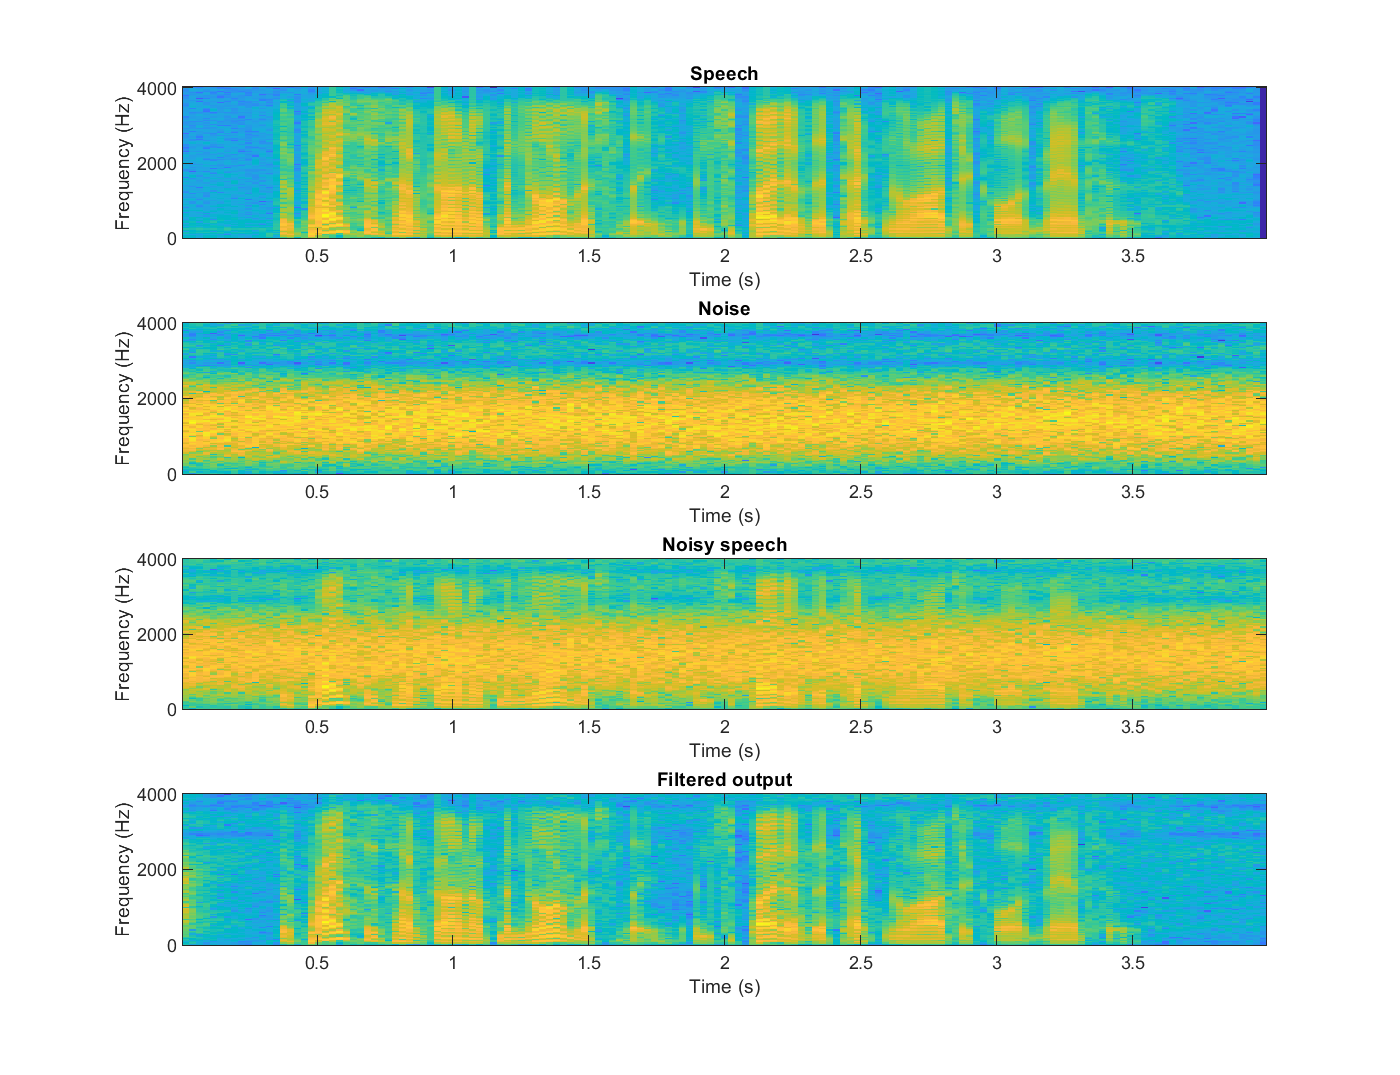 Speech
4000
2000
0
Frequency (Hz)
0.5 1 1.5 2 2.5 3 3.5
Time (s)
Noise
4000
2000
0
Frequency (Hz)
0.5 1 1.5 2 2.5 3 3.5
Time (s)
Noisy speech
4000
2000
0
Frequency (Hz)
0.5 1 1.5 2 2.5 3 3.5
Time (s)
Filtered output
4000
2000
0
Frequency (Hz)
0.5 1 1.5 2 2.5 3 3.5
Time (s)